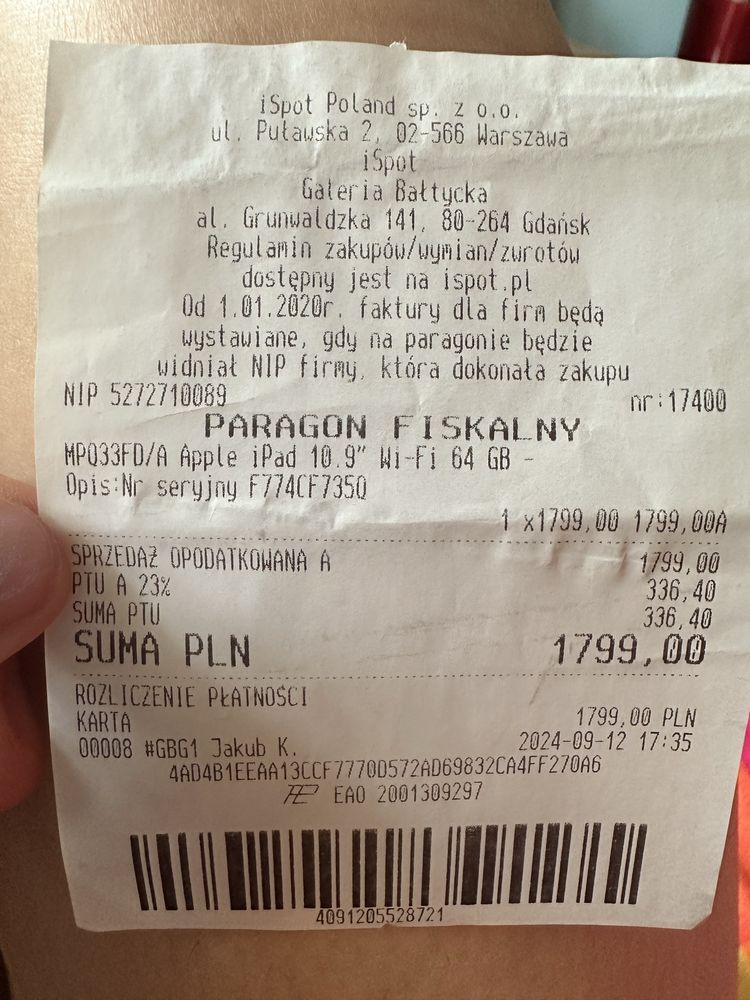 iSpot Poland sp. z o.o.
ul. Puławska 2, 02-566 Warszawa
iSpot
Galeria Bałtycka
al. Grunwaldzka 141, 80-264 Gdańsk
Regulamin zakupów/wymian/zwrotów
dostępny jest na ispot.pl
Od 1.01.2020r. faktury dla firm będą
wystawiane, gdy na paragonie będzie
widniał NIP firmy, która dokonała zakupu
NIP 5272710089 nr:17400
PARAGON FISKALNY
MPQ33FD/A Apple iPad 10.9" Wi-Fi 64 GB -
Opis:Nr seryjny F774CF735Q
1 x1799,00 1799,00A
SPRZEDAŻ OPODATKOWANA A 1799,00
PTU A 23% 336,40
SUMA PTU 336,40
SUMA PLN 1799,00
ROZLICZENIE PŁATNOŚCI
KARTA 1799,00 PLN
00008 #GBG1 Jakub K. 2024-09-12 17:35
4AD4B1EEAA13CCF7770D572AD69832CA4FF270A6
EAO 2001309297
4091205528721